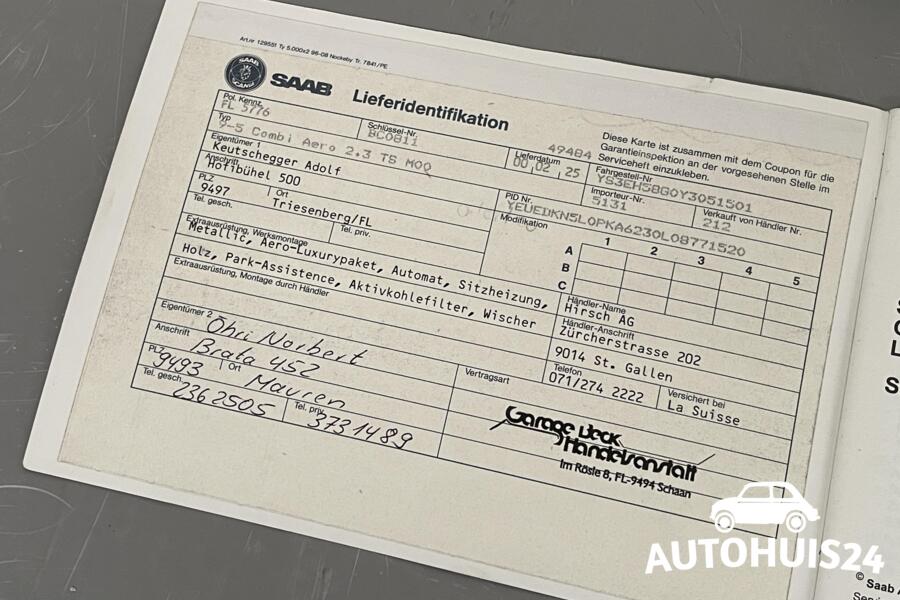 Art.nr 129551 Ty 5.000x2 96-08 Nockeby Tr. 7841/PE
SAAB
SCANIA
SAAB
Lieferidentifikation
Diese Karte ist zusammen mit dem Coupon für die
Garantieinspektion an der vorgesehenen Stelle im
Serviceheft einzukleben.
Pol. Kennz.
FL 5776
Schlüssel-Nr.
BC0811
49484
Lieferdatum
00 02 25
Fahrgestell-Nr
YS3EH58G0Y3051501
Typ
9-5 Combi Aero 2.3 TS M00
Importeur-Nr.
5131
Verkauft von Händler Nr.
212
Eigentümer 1
Keutschegger Adolf
PID Nr.
YEUEDKN5L0PKA6230L08771520
Anschrift
Hofibühel 500
Modifikation
1 2 3 4 5
A
B
C
PLZ
9497
Ort
Triesenberg/FL
Tel. gesch.
Tel. priv.
Extraausrüstung, Werksmontage
Metallic, Aero-Luxurypaket, Automat, Sitzheizung,
Holz, Park-Assistence, Aktivkohlefilter, Wischer
Extraausrüstung, Montage durch Händler
Händler-Name
Hirsch AG
Händler-Anschrift
Zürcherstrasse 202
9014 St. Gallen
Telefon
071/274 2222
Versichert bei
La Suisse
Eigentümer 2
Öhri Norbert
Anschrift
Brata 452
PLZ
9493
Ort
Mauren
Tel. gesch.
2362505
Tel. priv.
3731489
Vertragsart
Garage Beck
Handelsanstalt
Im Rösle 8, FL-9494 Schaan
AUTOHUIS24
© Saab A